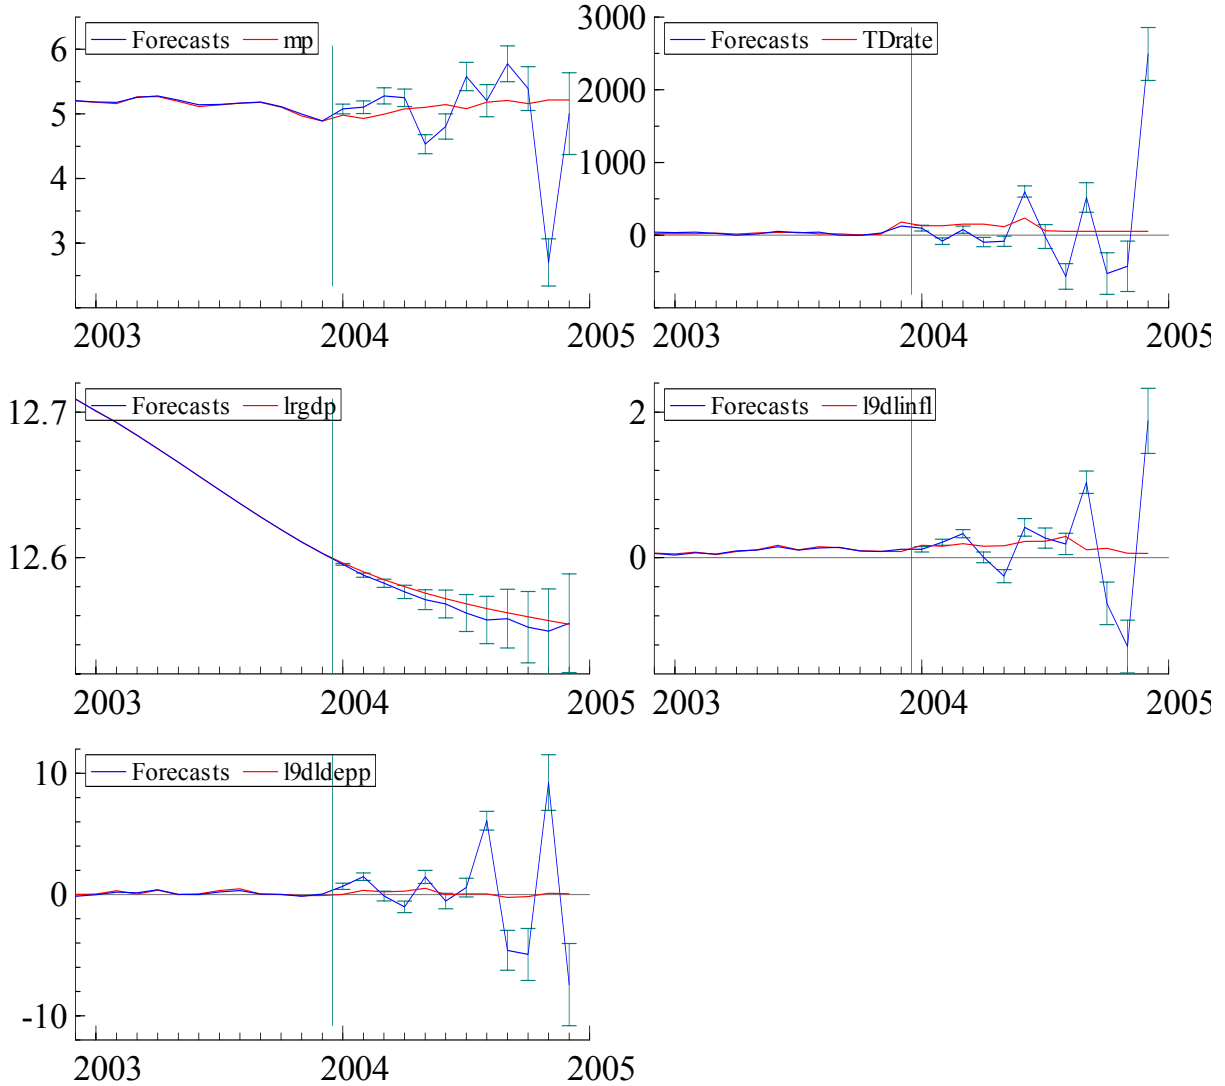 Forecasts mp
6
5
4
3
2003 2004 2005
Forecasts TDrate
3000
2000
1000
0
2003 2004 2005
Forecasts lrgdp
12.7
12.6
2003 2004 2005
Forecasts l9dlinfl
2
0
2003 2004 2005
Forecasts l9dldepp
10
0
-10
2003 2004 2005